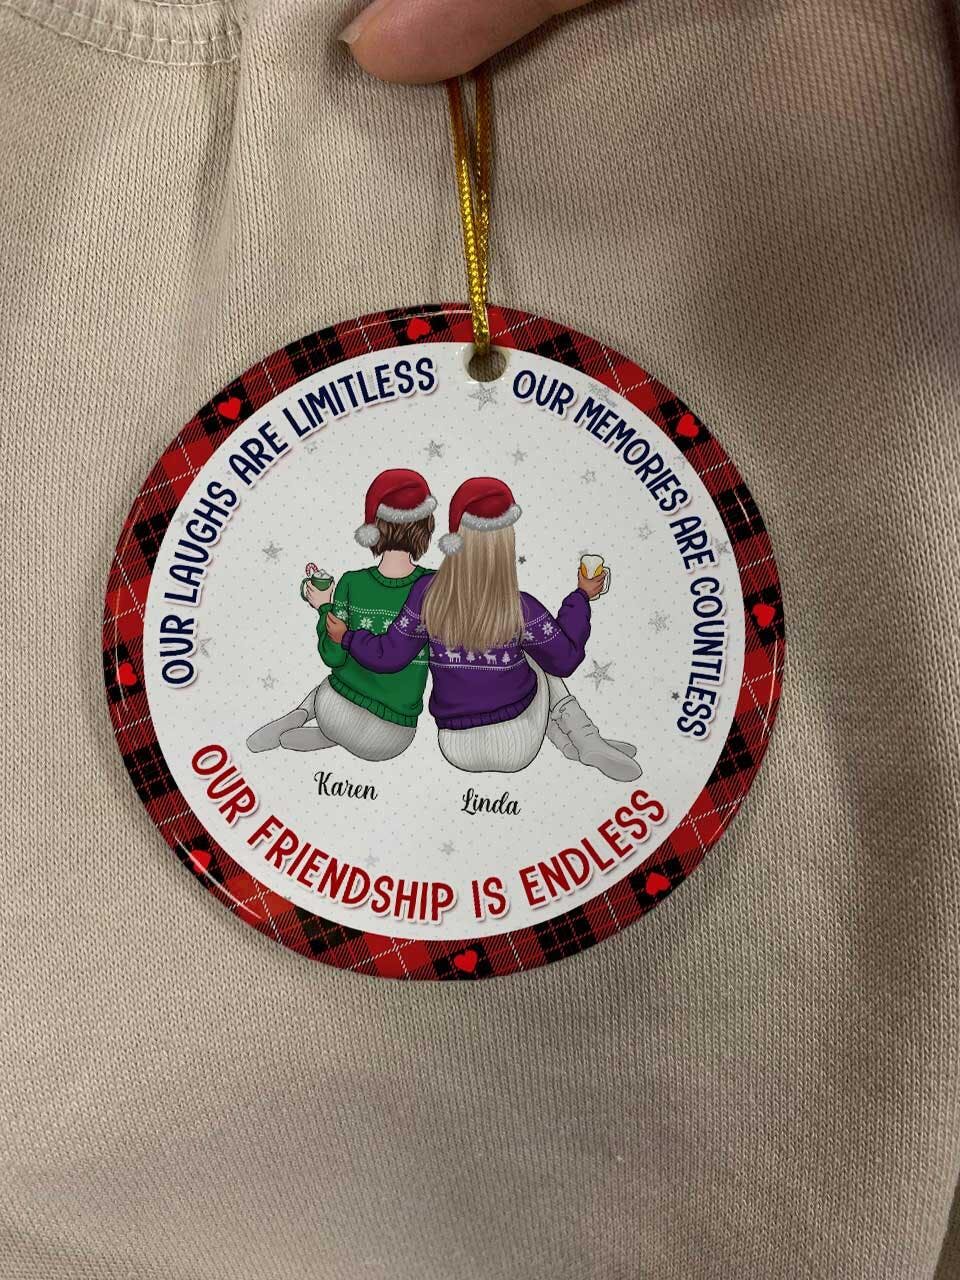 OUR LAUGHS ARE LIMITLESS
OUR MEMORIES ARE COUNTLESS
Karen
Linda
OUR FRIENDSHIP IS ENDLESS